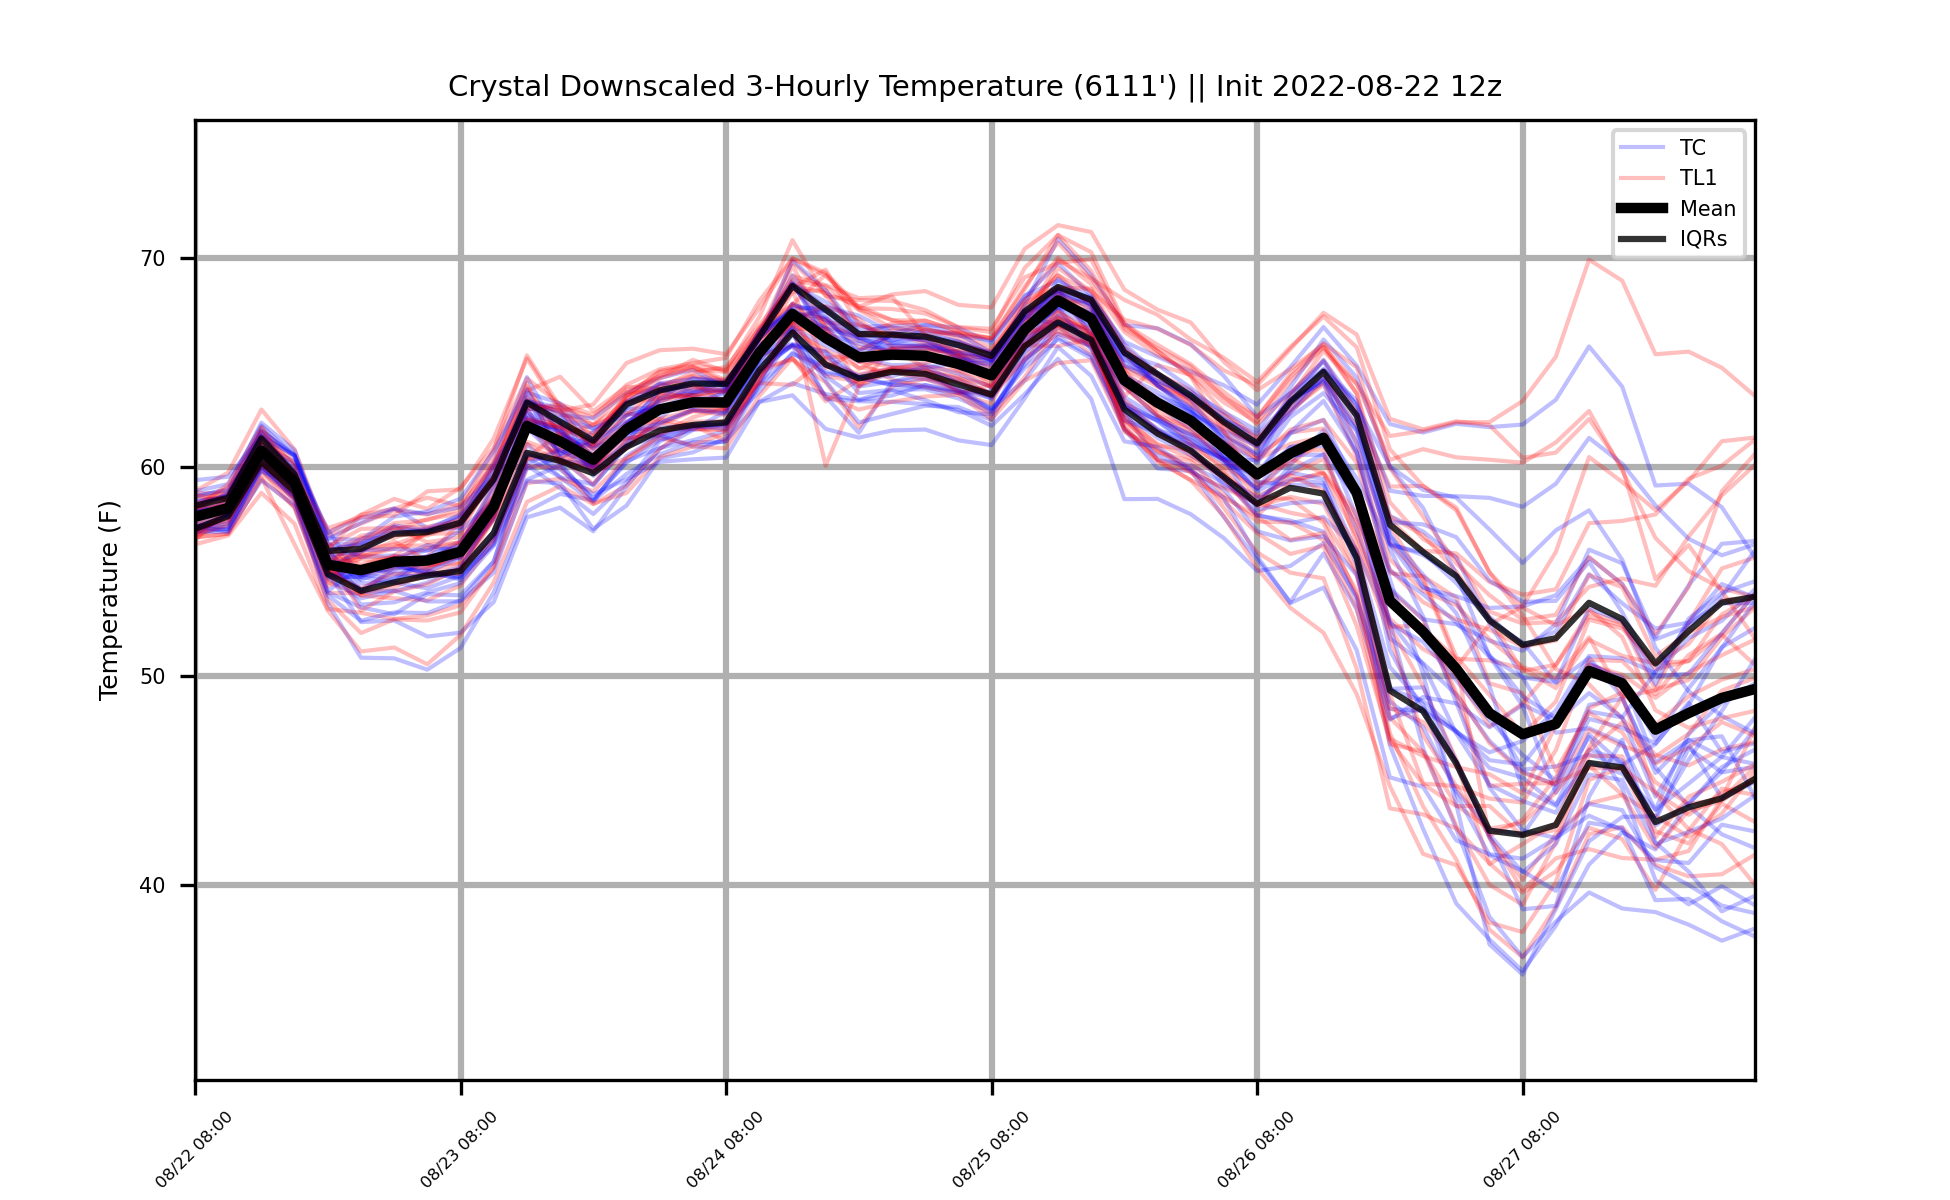 Crystal Downscaled 3-Hourly Temperature (6111') || Init 2022-08-22 12z
TC
TL1
Mean
IQRs
Temperature (F)
70
60
50
40
08/22 08:00
08/23 08:00
08/24 08:00
08/25 08:00
08/26 08:00
08/27 08:00